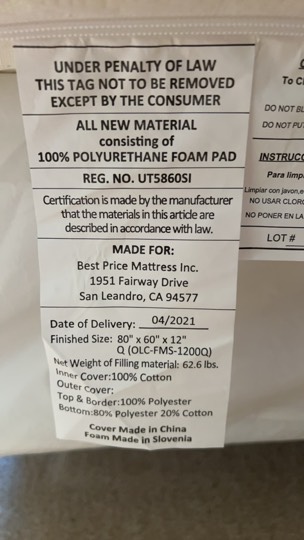 UNDER PENALTY OF LAW
THIS TAG NOT TO BE REMOVED
EXCEPT BY THE CONSUMER
ALL NEW MATERIAL
consisting of
100% POLYURETHANE FOAM PAD
REG. NO. UT5860SI
Certification is made by the manufacturer
that the materials in this article are
described in accordance with law.
MADE FOR:
Best Price Mattress Inc.
1951 Fairway Drive
San Leandro, CA 94577
Date of Delivery: 04/2021
Finished Size: 80" x 60" x 12"
Q (OLC-FMS-1200Q)
Net Weight of Filling material: 62.6 lbs.
Inner Cover:100% Cotton
Outer Cover:
Top & Border:100% Polyester
Bottom:80% Polyester 20% Cotton
Cover Made in China
Foam Made in Slovenia
To Cl
DO NOT BL
DO NOT PU
INSTRUCC
Para limp
Limpiar con javon,e
NO USAR CLORO
NO PONER EN LA
LOT #